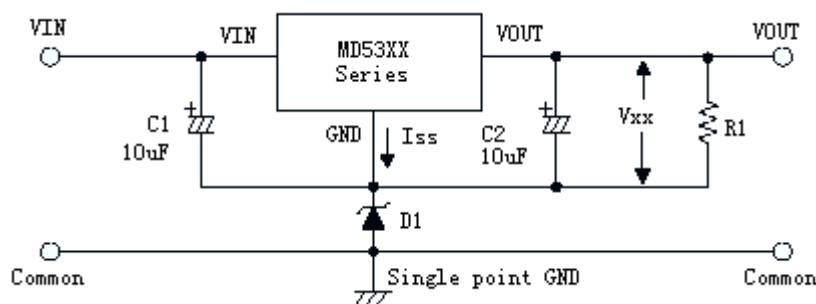 VIN
VIN
MD53XX
Series
VOUT
VOUT
C1
10uF
GND
Iss
C2
10uF
Vxx
R1
D1
Common
Single point GND
Common
+
+